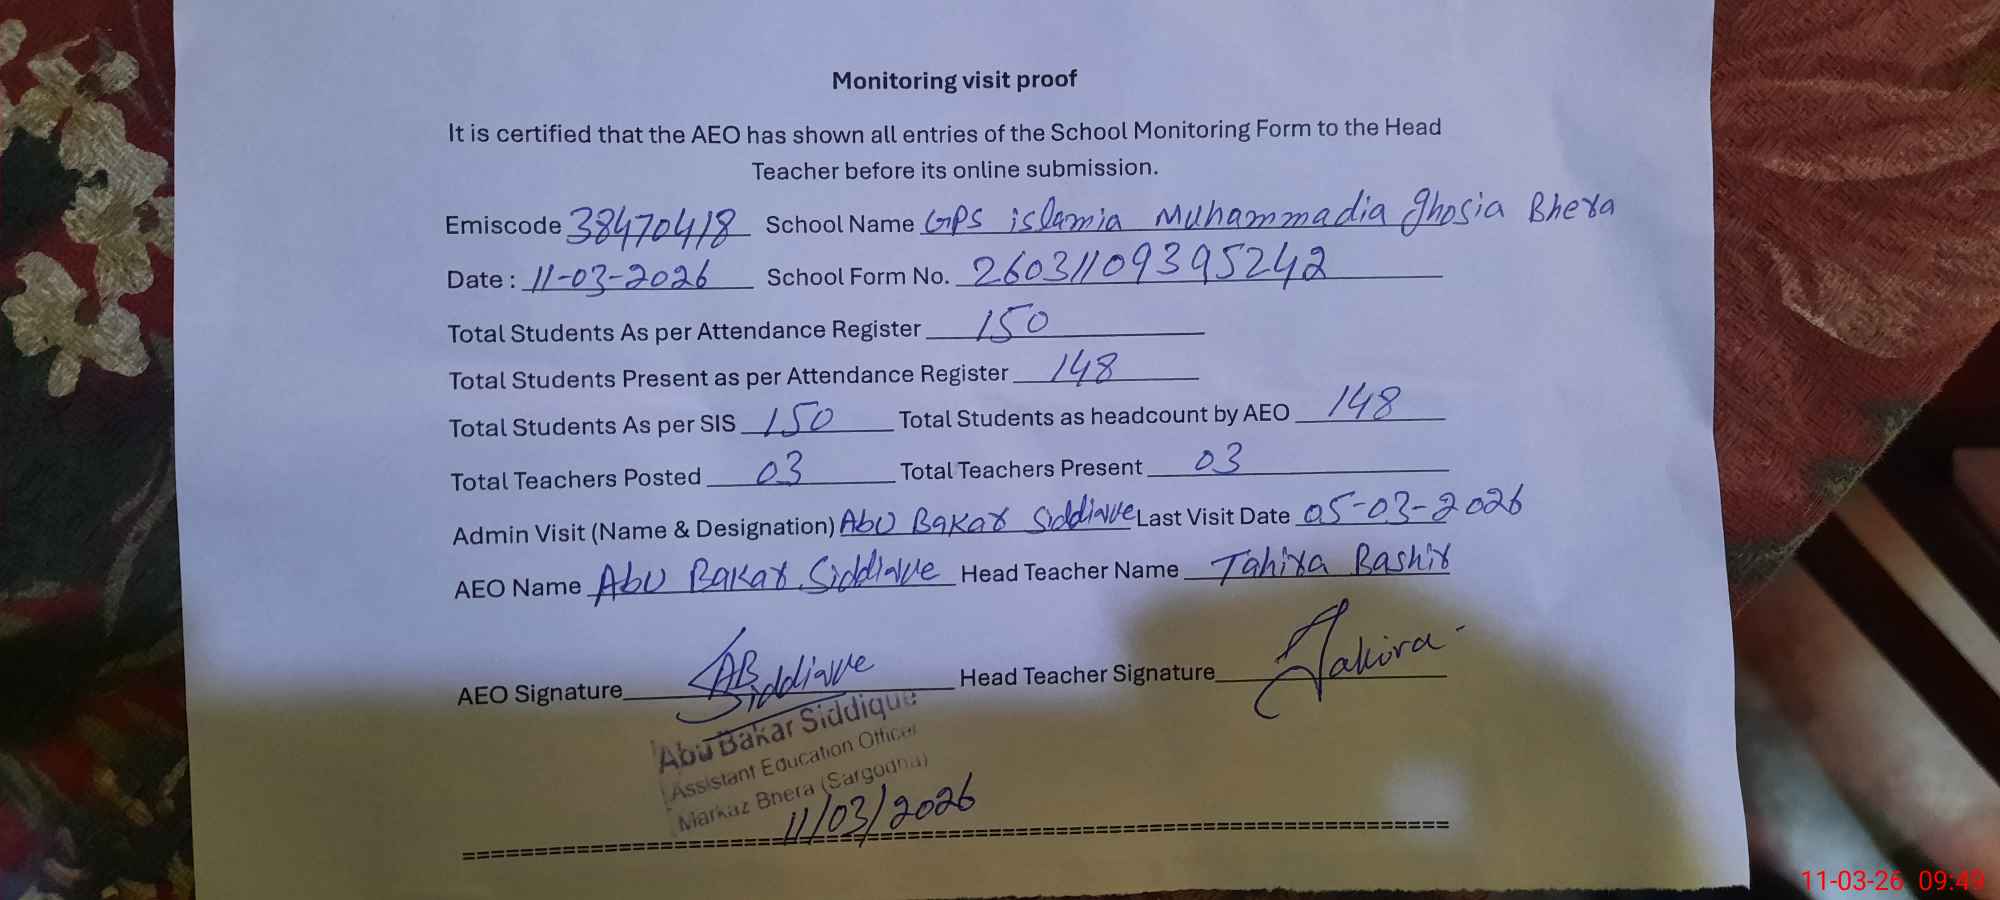 Monitoring visit proof
It is certified that the AEO has shown all entries of the School Monitoring Form to the Head
Teacher before its online submission.
Emiscode 38470418 School Name GPS islamia Muhammadia ghosia Bhera
Date : 11-03-2026 School Form No. 26031109395242
Total Students As per Attendance Register 150
Total Students Present as per Attendance Register 148
Total Students As per SIS 150 Total Students as headcount by AEO 148
Total Teachers Posted 03 Total Teachers Present 03
Admin Visit (Name & Designation) Abu Bakar Siddique Last Visit Date 05-03-2026
AEO Name Abu Bakar Siddique Head Teacher Name Tahira Bashir
AEO Signature AB Siddique Head Teacher Signature Tahira
Abu Bakar Siddique
Assistant Education Officer
Markaz Bhera (Sargodha)
11/03/2026
11-03-26 09:49